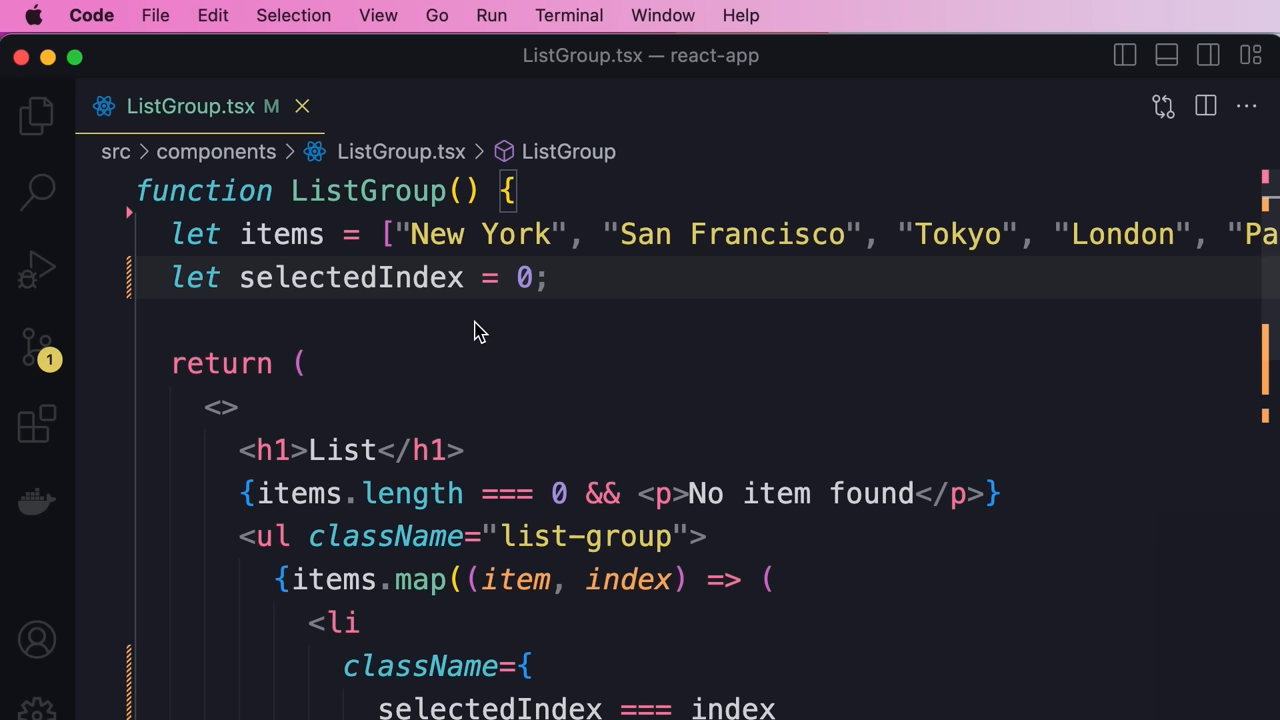 Code File Edit Selection View Go Run Terminal Window Help
ListGroup.tsx — react-app
ListGroup.tsx M
src > components > ListGroup.tsx > ListGroup
function ListGroup() {
let items = ["New York", "San Francisco", "Tokyo", "London", "Pa
let selectedIndex = 0;
1
return (
<>
<h1>List</h1>
{items.length === 0 && <p>No item found</p>}
<ul className="list-group">
{items.map((item, index) => (
<li
className={
selectedIndex === index